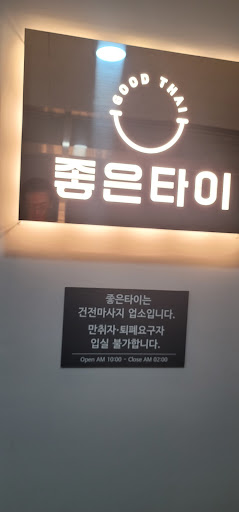 GOOD THAI
좋은타이
좋은타이는
건전마사지 업소입니다.
만취자·퇴폐요구자
입실 불가합니다.
Open AM 10:00 - Close AM 02:00